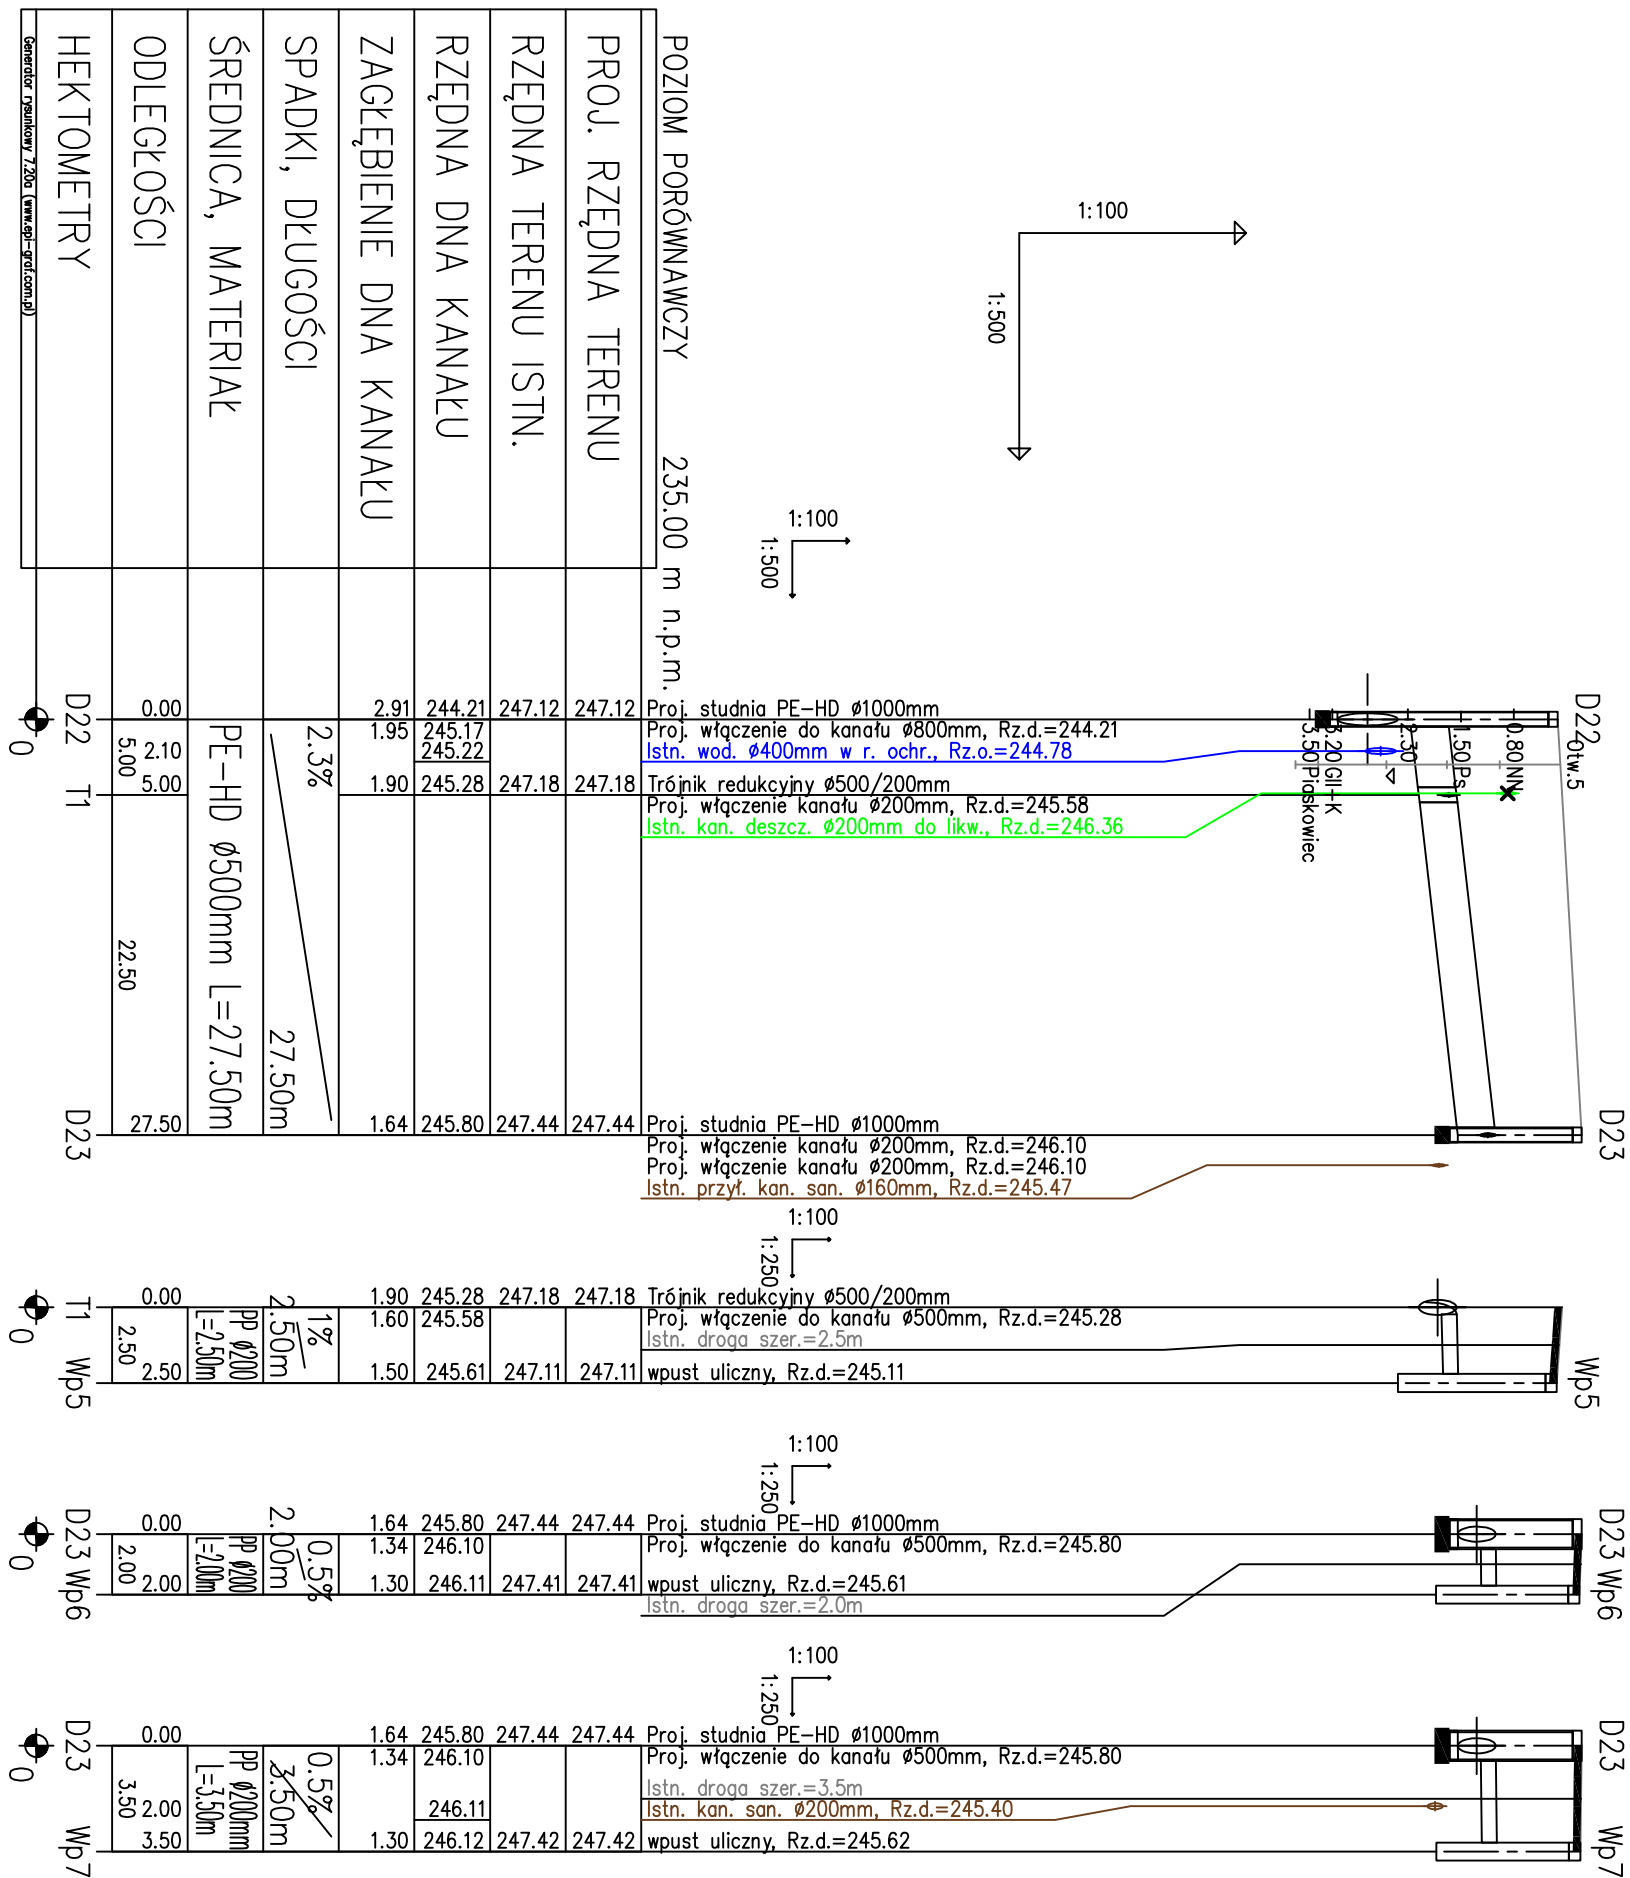 POZIOM PORÓWNAWCZY 235.00 m n.p.m.
PROJ. RZĘDNA TERENU
RZĘDNA TERENU ISTN.
RZĘDNA DNA KANAŁU
ZAGŁĘBIENIE DNA KANAŁU
SPADKI, DŁUGOŚCI
ŚREDNICA, MATERIAŁ
ODLEGŁOŚCI
HEKTOMETRY
Generator rysunkowy 7.20a (www.epi-graf.com.pl)
1:100
1:500
1:100
1:500
D22
Otw.5
0.80NN
1.50Ps
2.30
3.20GII-K
3.50Piaskowiec
D23
0.00 2.91 244.21 247.12 247.12 Proj. studnia PE-HD ø1000mm
1.95 245.17 Proj. włączenie do kanału ø800mm, Rz.d.=244.21
2.10 245.22 Istn. wod. ø400mm w r. ochr., Rz.o.=244.78
5.00 1.90 245.28 247.18 247.18 Trójnik redukcyjny ø500/200mm
Proj. włączenie kanału ø200mm, Rz.d.=245.58
Istn. kan. deszcz. ø200mm do likw., Rz.d.=246.36
27.50 1.64 245.80 247.44 247.44 Proj. studnia PE-HD ø1000mm
Proj. włączenie kanału ø200mm, Rz.d.=246.10
Proj. włączenie kanału ø200mm, Rz.d.=246.10
Istn. przył. kan. san. ø160mm, Rz.d.=245.47
2.3%
27.50m
PE-HD ø500mm L=27.50m
5.00
22.50
D22
T1
D23
0
1:100
1:250
0.00 1.90 245.28 247.18 247.18 Trójnik redukcyjny ø500/200mm
1.60 245.58 Proj. włączenie do kanału ø500mm, Rz.d.=245.28
Istn. droga szer.=2.5m
2.50 1.50 245.61 247.11 247.11 wpust uliczny, Rz.d.=245.11
1%
2.50m
PP ø200
L=2.50m
2.50
T1
Wp5
0
Wp5
1:100
1:250
0.00 1.64 245.80 247.44 247.44 Proj. studnia PE-HD ø1000mm
1.34 246.10 Proj. włączenie do kanału ø500mm, Rz.d.=245.80
2.00 1.30 246.11 247.41 247.41 wpust uliczny, Rz.d.=245.61
Istn. droga szer.=2.0m
0.5%
2.00m
PP ø200
L=2.00m
2.00
D23
Wp6
0
D23
Wp6
1:100
1:250
0.00 1.64 245.80 247.44 247.44 Proj. studnia PE-HD ø1000mm
1.34 246.10 Proj. włączenie do kanału ø500mm, Rz.d.=245.80
Istn. droga szer.=3.5m
2.00 246.11 Istn. kan. san. ø200mm, Rz.d.=245.40
3.50 1.30 246.12 247.42 247.42 wpust uliczny, Rz.d.=245.62
0.5%
3.50m
PP ø200mm
L=3.50m
3.50
D23
Wp7
0
D23
Wp7